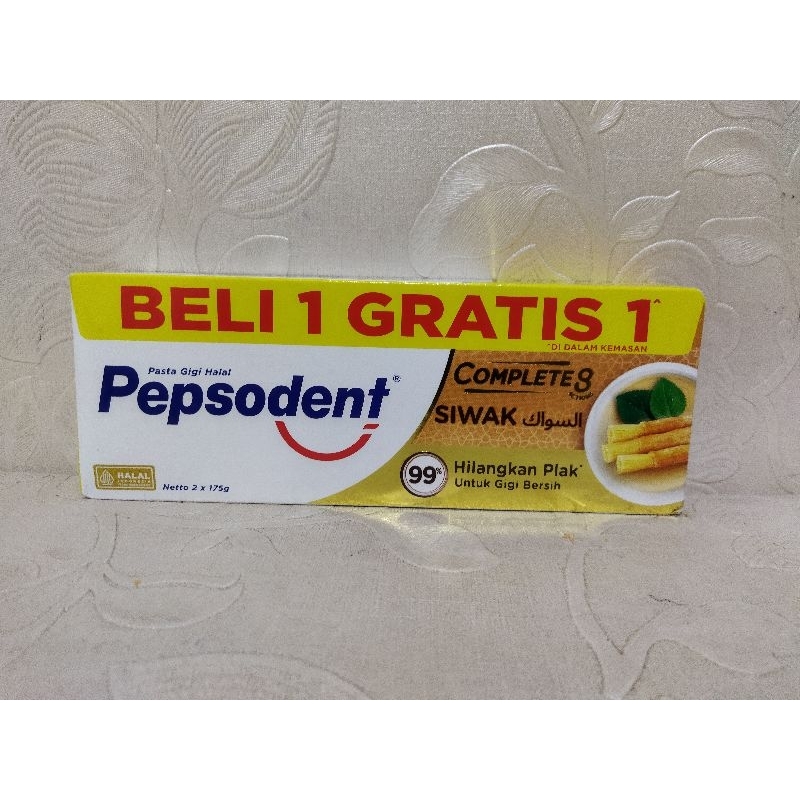 BELI 1 GRATIS 1^
^DI DALAM KEMASAN
Pasta Gigi Halal
Pepsodent®
COMPLETE 8
SIWAK السواك
HALAL
INDONESIA
Netto 2 x 175g
99%
Hilangkan Plak*
Untuk Gigi Bersih